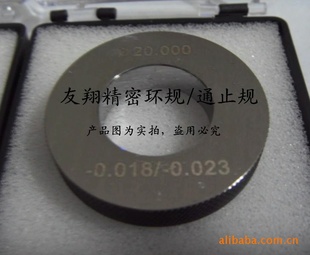 20.000
友翔精密环规/通止规
产品图为实拍，盗用必究
-0.018/-0.023
alibaba.com.cn